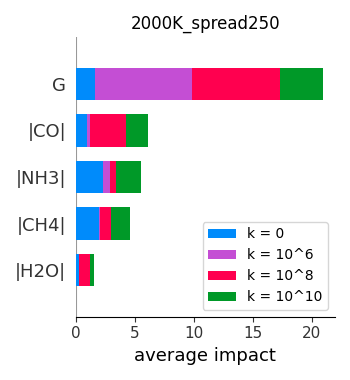 2000K_spread250
G
|CO|
|NH3|
|CH4|
|H2O|
k = 0
k = 10^6
k = 10^8
k = 10^10
0 5 10 15 20
average impact